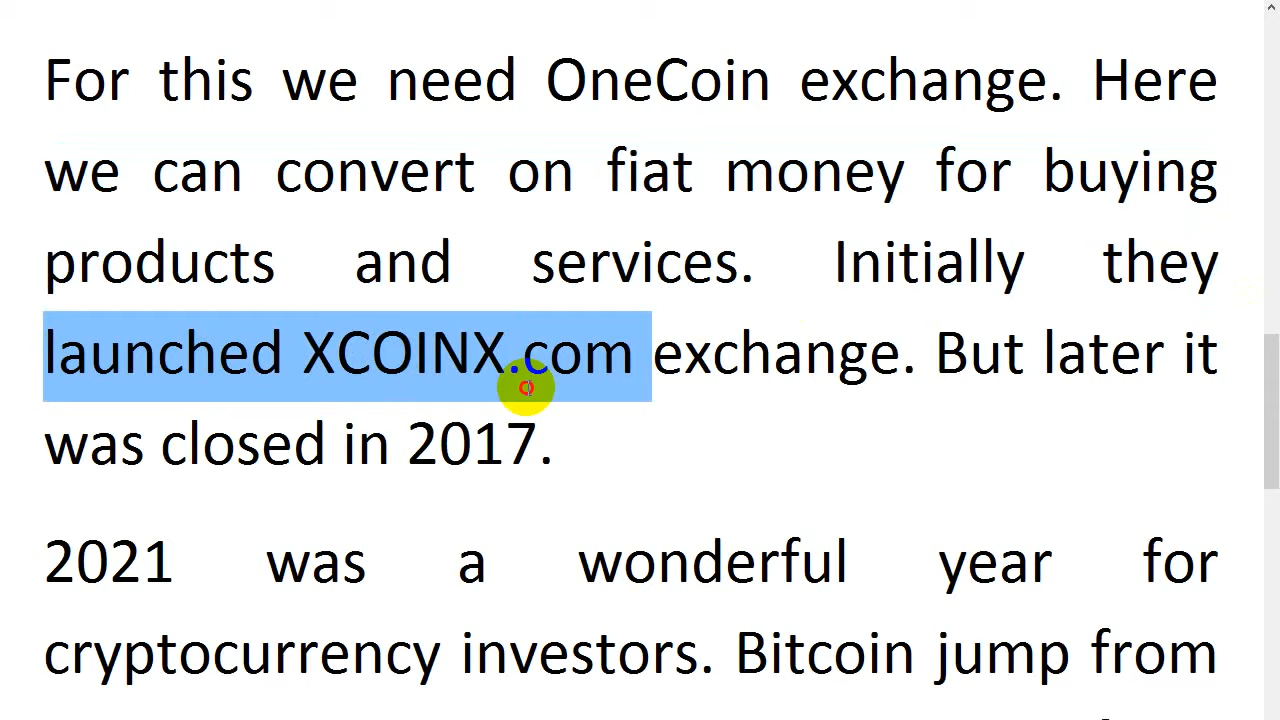 For this we need OneCoin exchange. Here
we can convert on fiat money for buying
products and services. Initially they
launched XCOINX.com exchange. But later it
was closed in 2017.
2021 was a wonderful year for
cryptocurrency investors. Bitcoin jump from